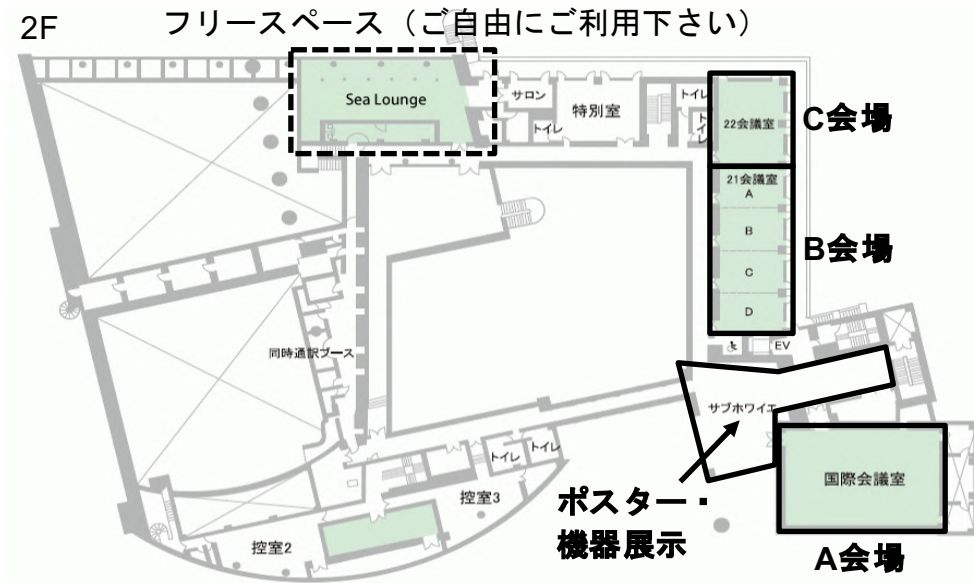 2F
フリースペース（ご自由にご利用下さい）
Sea Lounge
サロン
トイレ
特別室
トイレ
トイレ
22会議室
C会場
21会議室
A
B
B会場
C
D
EV
同時通訳ブース
サブホワイエ
トイレ
トイレ
控室3
控室2
ポスター・
機器展示
国際会議室
A会場